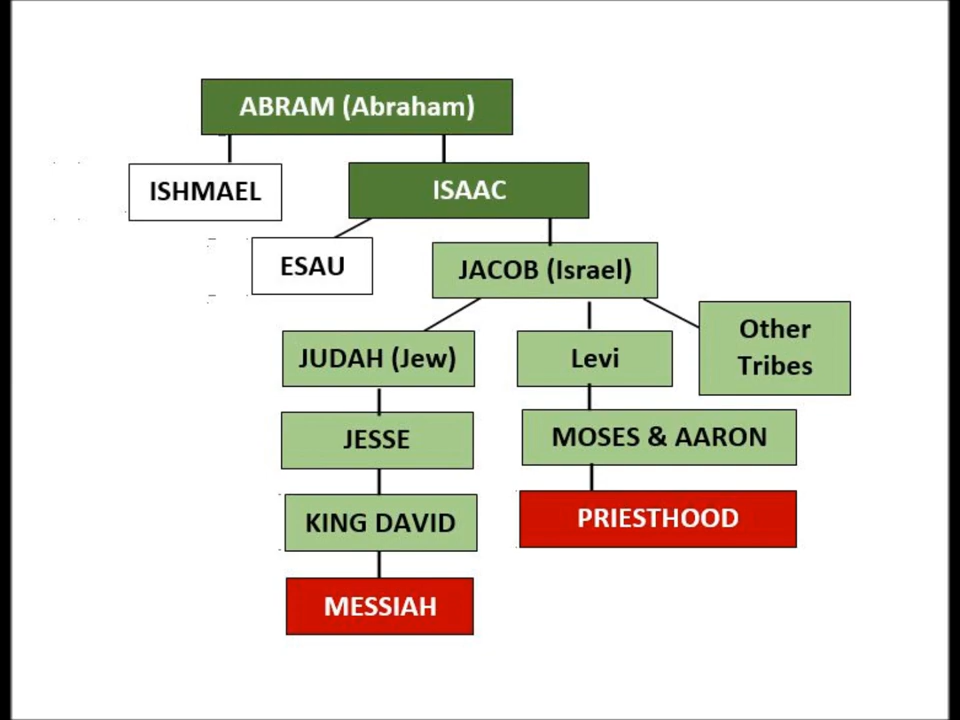 ABRAM (Abraham)
ISHMAEL
ISAAC
ESAU
JACOB (Israel)
JUDAH (Jew)
Levi
Other
Tribes
JESSE
MOSES & AARON
KING DAVID
PRIESTHOOD
MESSIAH